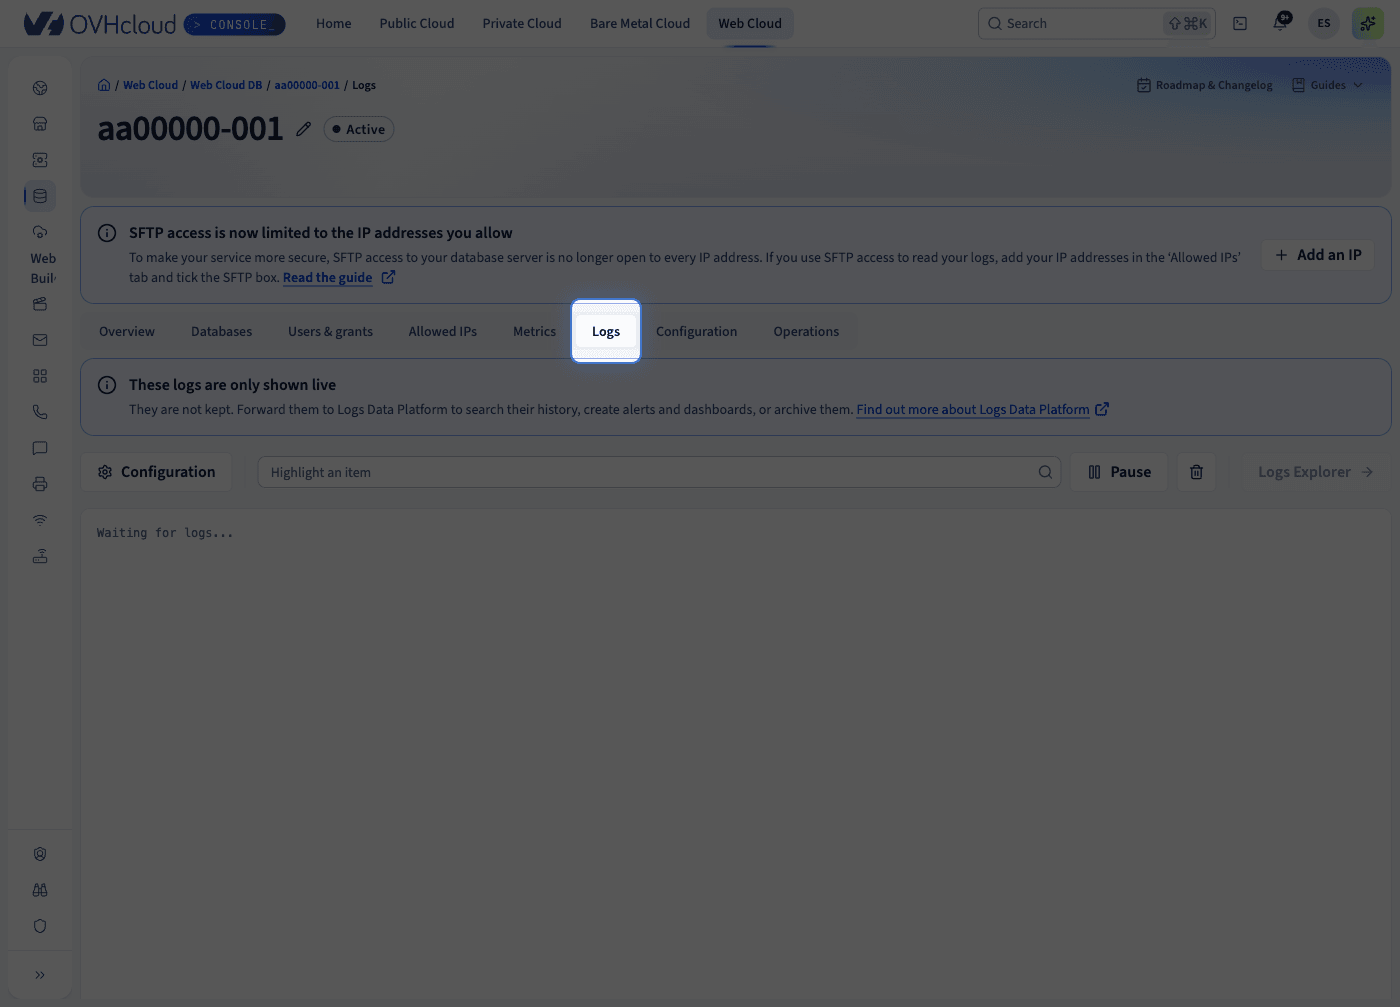 OVHcloud > CONSOLE_ Home Public Cloud Private Cloud Bare Metal Cloud Web Cloud Search ⇧⌘K 9+ ES
/ Web Cloud / Web Cloud DB / aa00000-001 / Logs Roadmap & Changelog Guides
aa00000-001 Active
SFTP access is now limited to the IP addresses you allow
To make your service more secure, SFTP access to your database server is no longer open to every IP address. If you use SFTP access to read your logs, add your IP addresses in the ‘Allowed IPs’
tab and tick the SFTP box. Read the guide
Add an IP
Web
Buil
Overview Databases Users & grants Allowed IPs Metrics Logs Configuration Operations
These logs are only shown live
They are not kept. Forward them to Logs Data Platform to search their history, create alerts and dashboards, or archive them. Find out more about Logs Data Platform
Configuration Highlight an item Pause Logs Explorer
Waiting for logs...